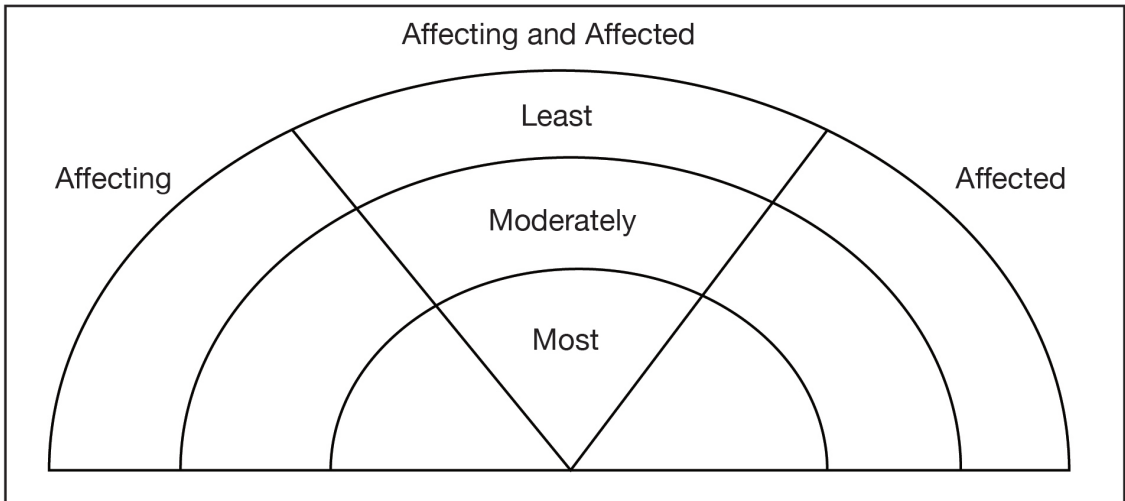 Affecting and Affected
Least
Affecting
Affected
Moderately
Most